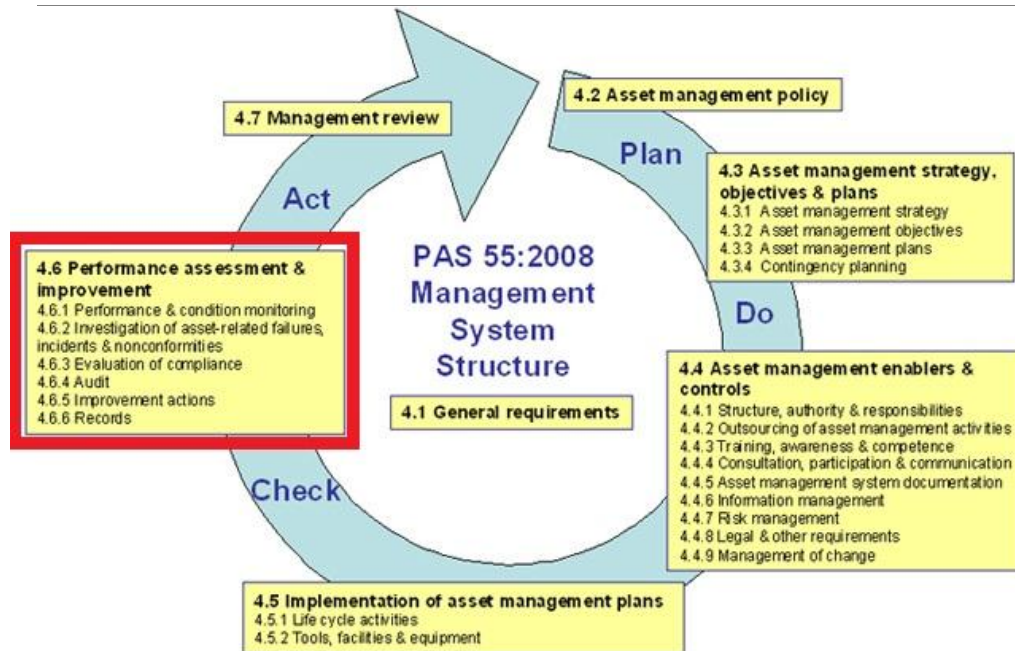 4.7 Management review
4.2 Asset management policy
Plan
4.3 Asset management strategy,
objectives & plans
4.3.1 Asset management strategy
4.3.2 Asset management objectives
4.3.3 Asset management plans
4.3.4 Contingency planning
Act
PAS 55:2008
Management
System
Structure
4.1 General requirements
Do
4.6 Performance assessment &
improvement
4.6.1 Performance & condition monitoring
4.6.2 Investigation of asset-related failures,
incidents & nonconformities
4.6.3 Evaluation of compliance
4.6.4 Audit
4.6.5 Improvement actions
4.6.6 Records
4.4 Asset management enablers &
controls
4.4.1 Structure, authority & responsibilities
4.4.2 Outsourcing of asset management activities
4.4.3 Training, awareness & competence
4.4.4 Consultation, participation & communication
4.4.5 Asset management system documentation
4.4.6 Information management
4.4.7 Risk management
4.4.8 Legal & other requirements
4.4.9 Management of change
Check
4.5 Implementation of asset management plans
4.5.1 Life cycle activities
4.5.2 Tools, facilities & equipment